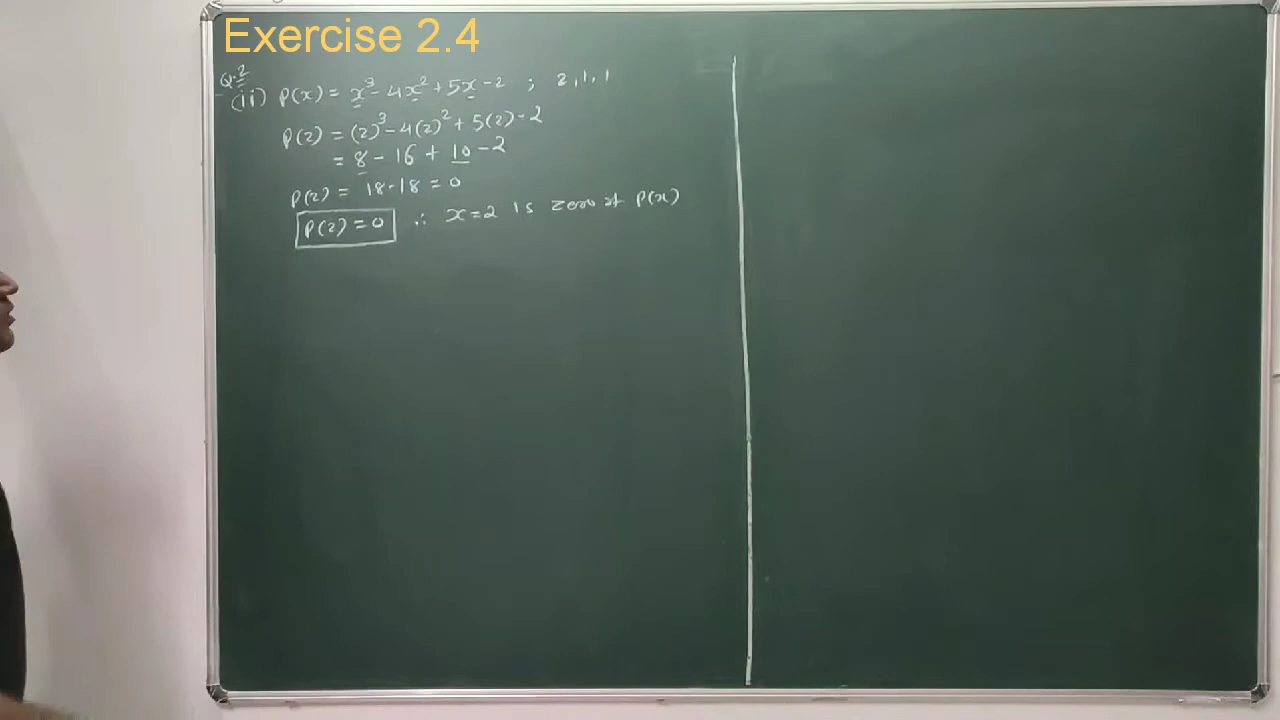 Exercise 2.4
Q.2
(ii) P(x) = x³ - 4x² + 5x - 2 ; 2, 1, 1
P(2) = (2)³ - 4(2)² + 5(2) - 2
= 8 - 16 + 10 - 2
P(2) = 18 - 18 = 0
P(2) = 0 ∴ x = 2 is zero of P(x)